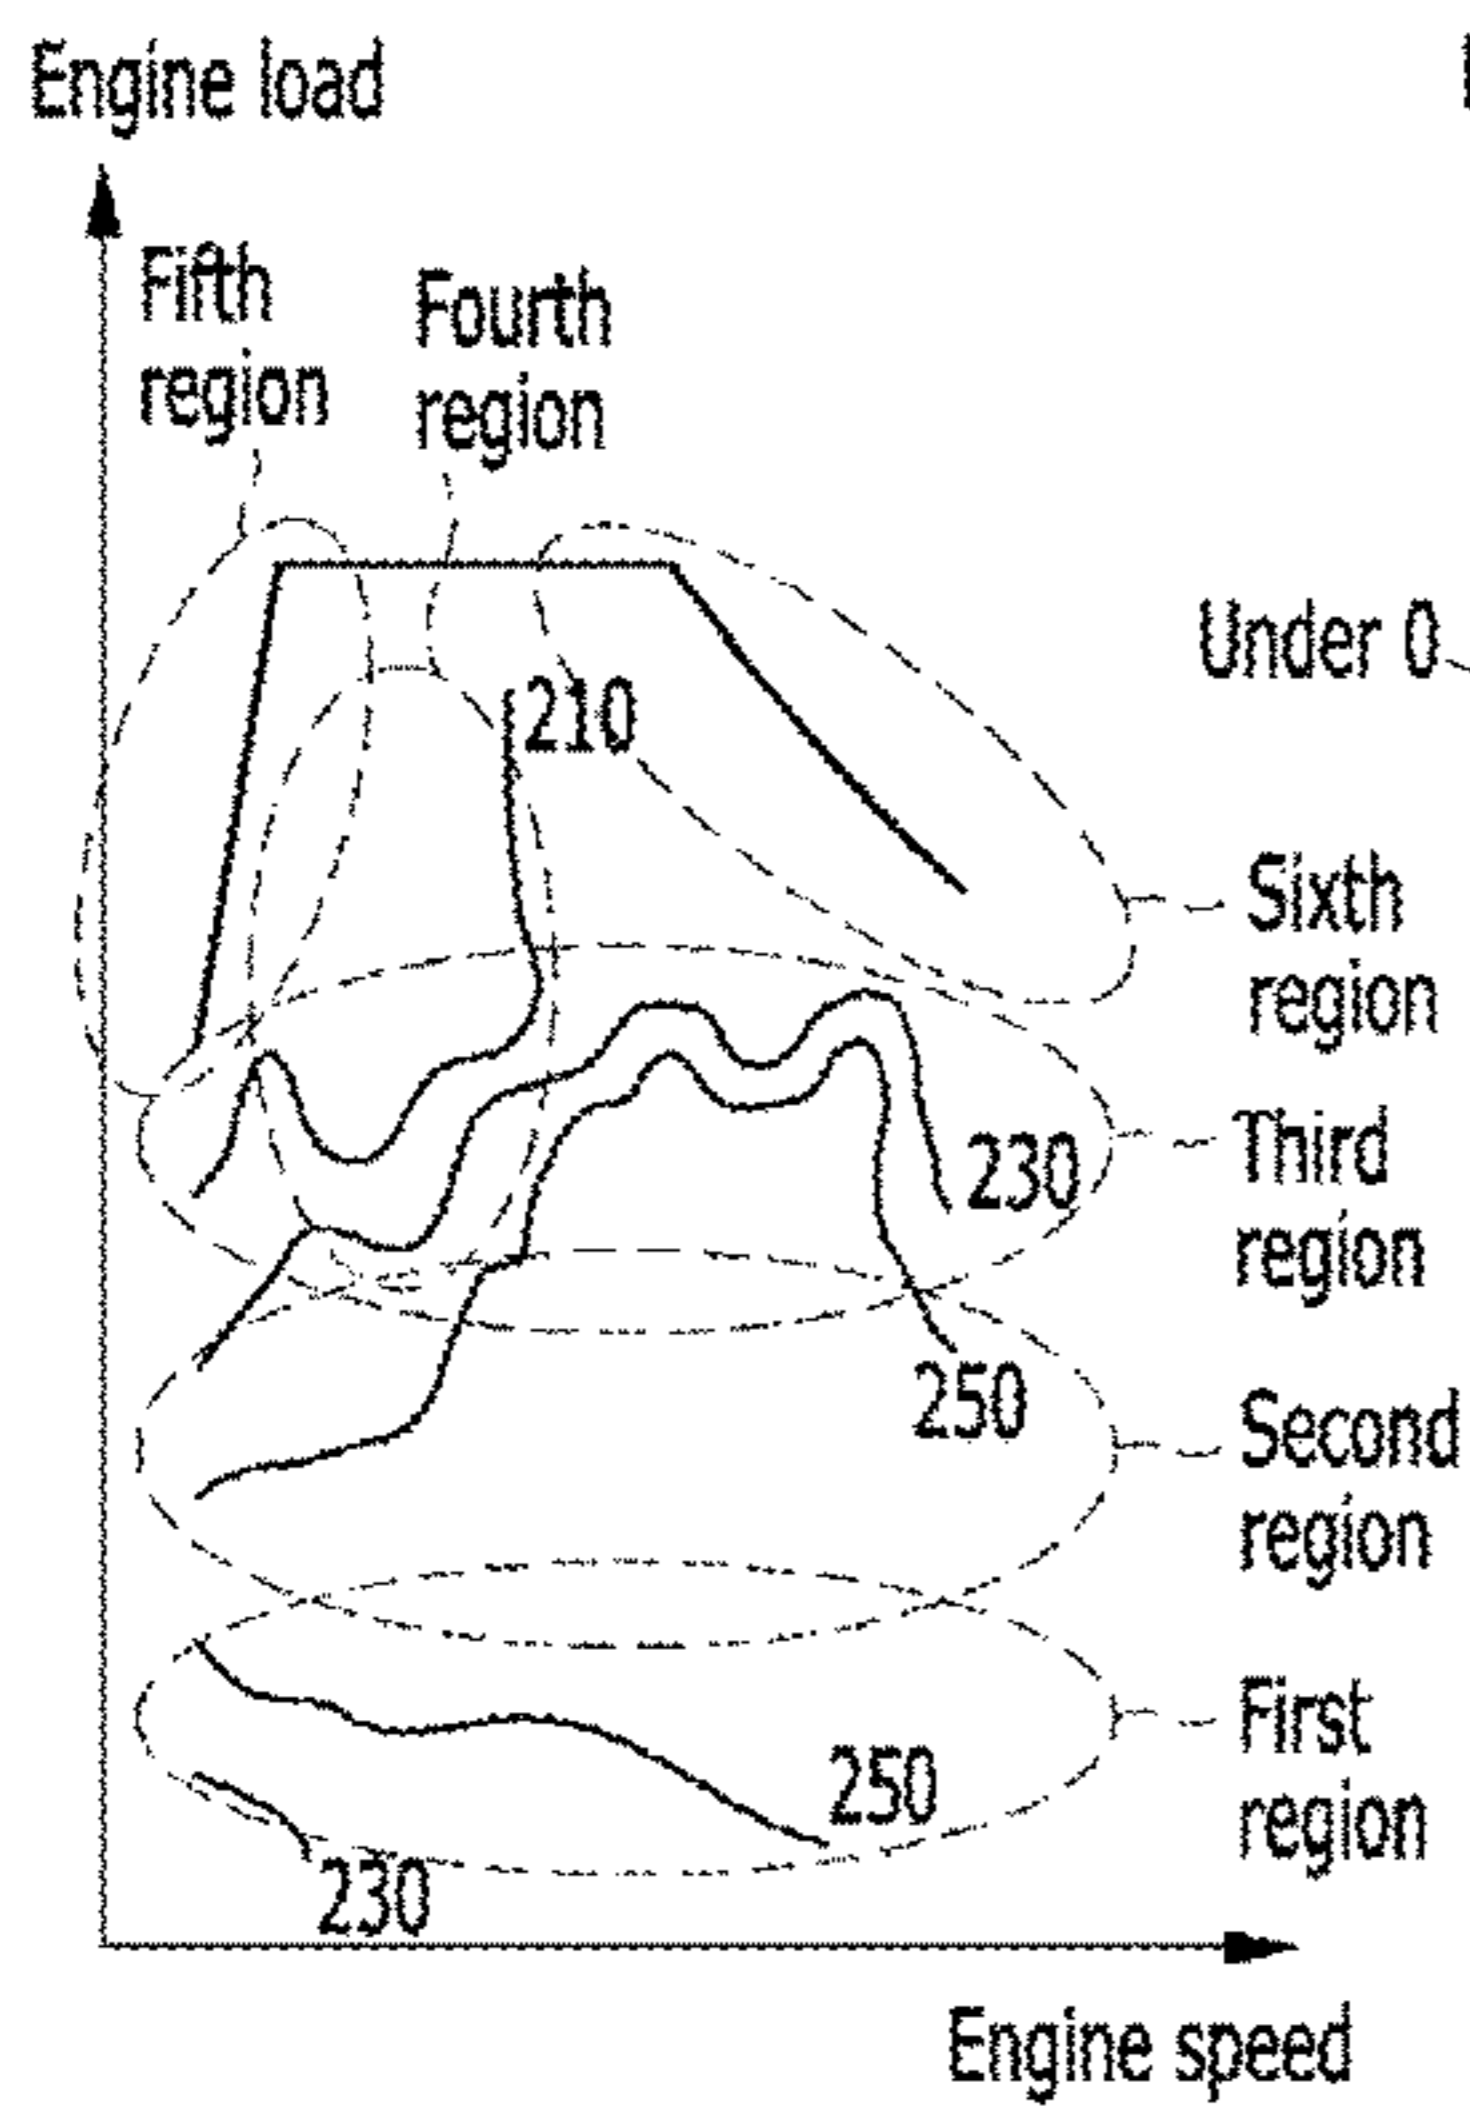 Engine load
Fifth
region
Fourth
region
210
Under 0
Sixth
region
230
Third
region
250
Second
region
250
First
region
230
Engine speed